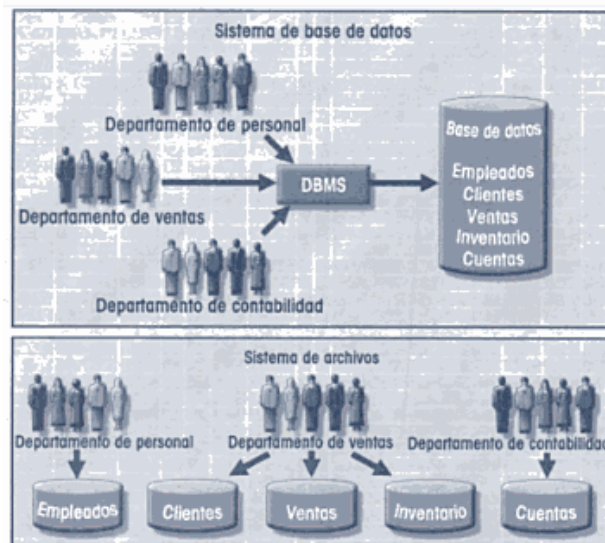 Sistema de base de datos
Departamento de personal
Base de datos
Empleados
Clientes
Ventas
Inventario
Cuentas
DBMS
Departamento de ventas
Departamento de contabilidad
Sistema de archivos
Departamento de personal
Departamento de ventas
Departamento de contabilidad
Empleados
Clientes
Ventas
Inventario
Cuentas